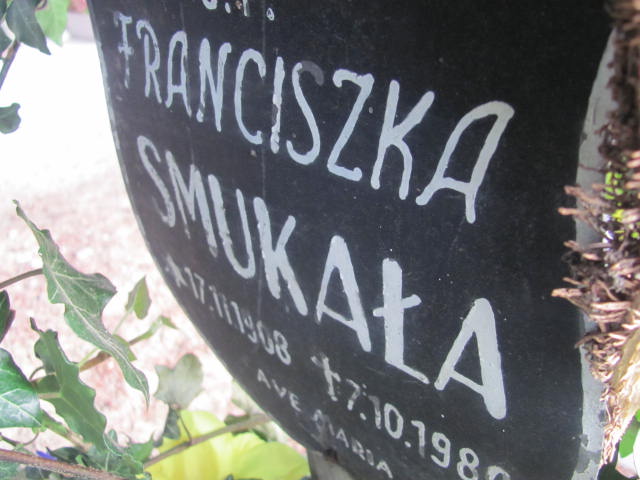 Ś.P.
FRANCISZKA
SMUKAŁA
*17.11.1908 †7.10.1980
AVE MARIA